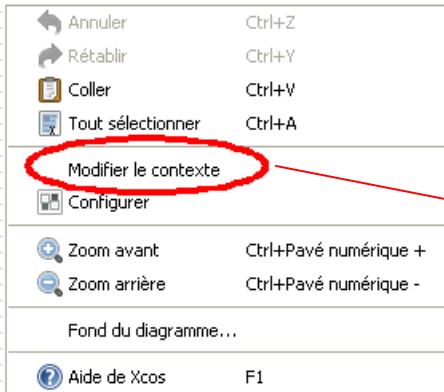 Annuler Ctrl+Z
Rétablir Ctrl+Y
Coller Ctrl+V
Tout sélectionner Ctrl+A
Modifier le contexte
Configurer
Zoom avant Ctrl+Pavé numérique +
Zoom arrière Ctrl+Pavé numérique -
Fond du diagramme...
Aide de Xcos F1